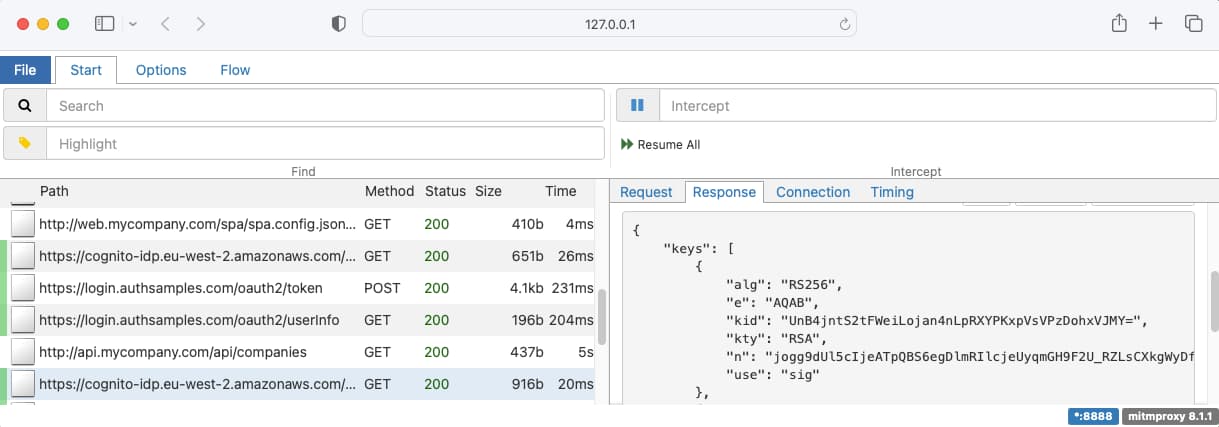 127.0.0.1
File Start Options Flow
Search
Highlight
Find
Intercept
Resume All
Intercept
Path Method Status Size Time
http://web.mycompany.com/spa/spa.config.json... GET 200 410b 4ms
https://cognito-idp.eu-west-2.amazonaws.com/... GET 200 651b 26ms
https://login.authsamples.com/oauth2/token POST 200 4.1kb 231ms
https://login.authsamples.com/oauth2/userInfo GET 200 196b 204ms
http://api.mycompany.com/api/companies GET 200 437b 5s
https://cognito-idp.eu-west-2.amazonaws.com/... GET 200 916b 20ms
Request Response Connection Timing
{
"keys": [
{
"alg": "RS256",
"e": "AQAB",
"kid": "UnB4jntS2tFWeiLojan4nLpRXYPKxpVsVPzDohxVJMY=",
"kty": "RSA",
"n": "jogg9dUl5cIjeATpQBS6egDlmRIlcjeUyqmGH9F2U_RZLsCXkgWyDf
"use": "sig"
},
*:8888 mitmproxy 8.1.1